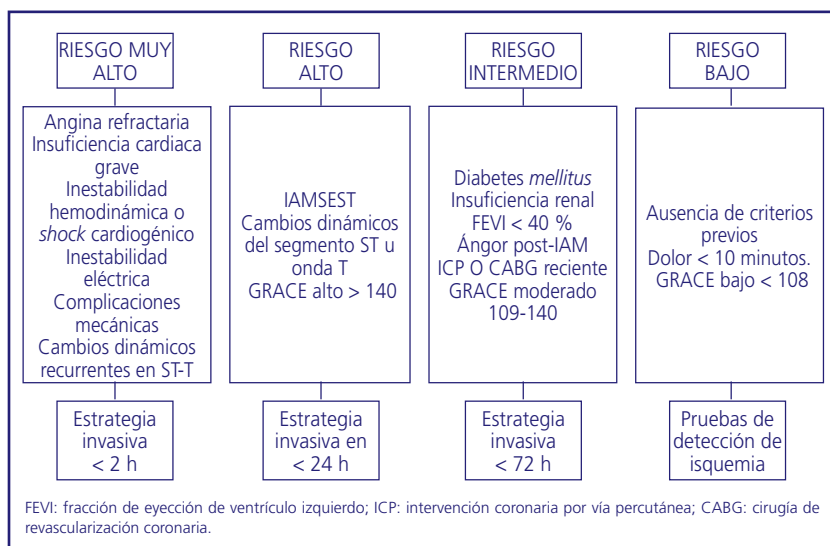 RIESGO MUY
ALTO
Angina refractaria
Insuficiencia cardiaca
grave
Inestabilidad
hemodinámica o
shock cardiogénico
Inestabilidad
eléctrica
Complicaciones
mecánicas
Cambios dinámicos
recurrentes en ST-T
Estrategia
invasiva
< 2 h
RIESGO
ALTO
IAMSEST
Cambios dinámicos
del segmento ST u
onda T
GRACE alto > 140
Estrategia
invasiva en
< 24 h
RIESGO
INTERMEDIO
Diabetes mellitus
Insuficiencia renal
FEVI < 40 %
Ángor post-IAM
ICP O CABG reciente
GRACE moderado
109-140
Estrategia
invasiva
< 72 h
RIESGO
BAJO
Ausencia de criterios
previos
Dolor < 10 minutos.
GRACE bajo < 108
Pruebas de
detección de
isquemia
FEVI: fracción de eyección de ventrículo izquierdo; ICP: intervención coronaria por vía percutánea; CABG: cirugía de
revascularización coronaria.